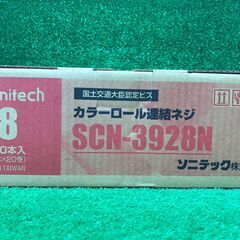 nitech
国土交通大臣認定ビス
カラーロール連結ネジ
SCN-3928N
ソニテック株
8
0本入
×20巻)
TAIWAN